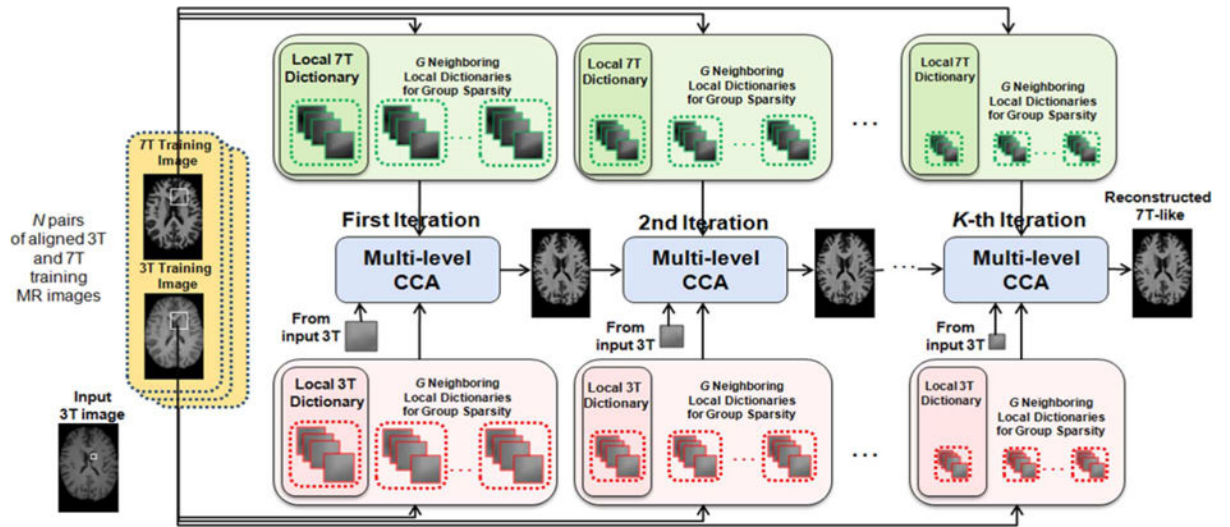 Local 7T
Dictionary
G Neighboring
Local Dictionaries
for Group Sparsity
...
Local 7T
Dictionary
G Neighboring
Local Dictionaries
for Group Sparsity
...
...
Local 7T
Dictionary
G Neighboring
Local Dictionaries
for Group Sparsity
...
7T Training
Image
3T Training
Image
N pairs
of aligned 3T
and 7T
training
MR images
Input
3T image
First Iteration
Multi-level
CCA
From
input 3T
2nd Iteration
Multi-level
CCA
From
input 3T
...
K-th Iteration
Multi-level
CCA
From
input 3T
Reconstructed
7T-like
Local 3T
Dictionary
G Neighboring
Local Dictionaries
for Group Sparsity
...
Local 3T
Dictionary
G Neighboring
Local Dictionaries
for Group Sparsity
...
...
Local 3T
Dictionary
G Neighboring
Local Dictionaries
for Group Sparsity
...